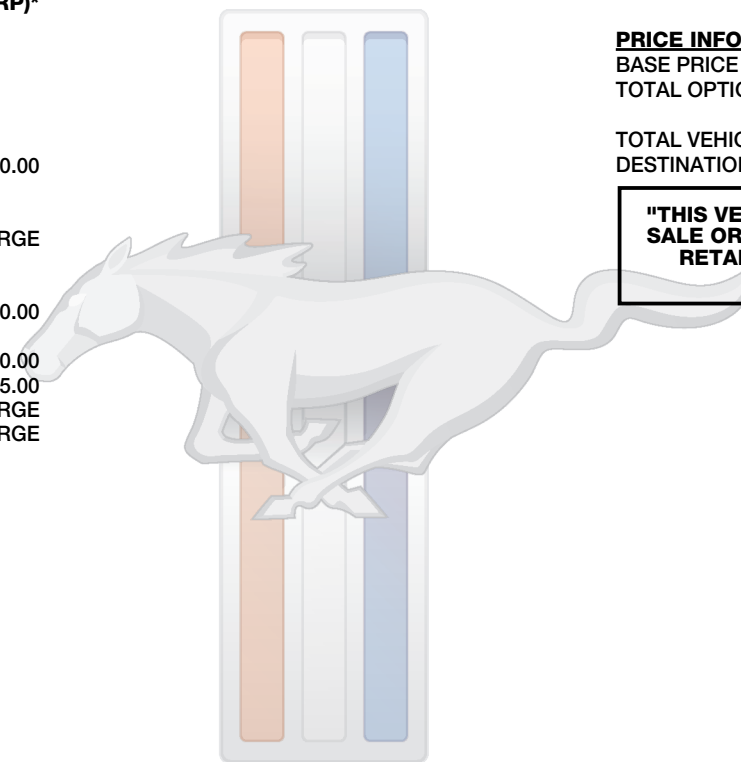 RP)*
0.00
RGE
0.00
0.00
5.00
RGE
RGE
PRICE INFO
BASE PRICE
TOTAL OPTIO
TOTAL VEHIC
DESTINATION
"THIS VE
SALE OR
RETAI